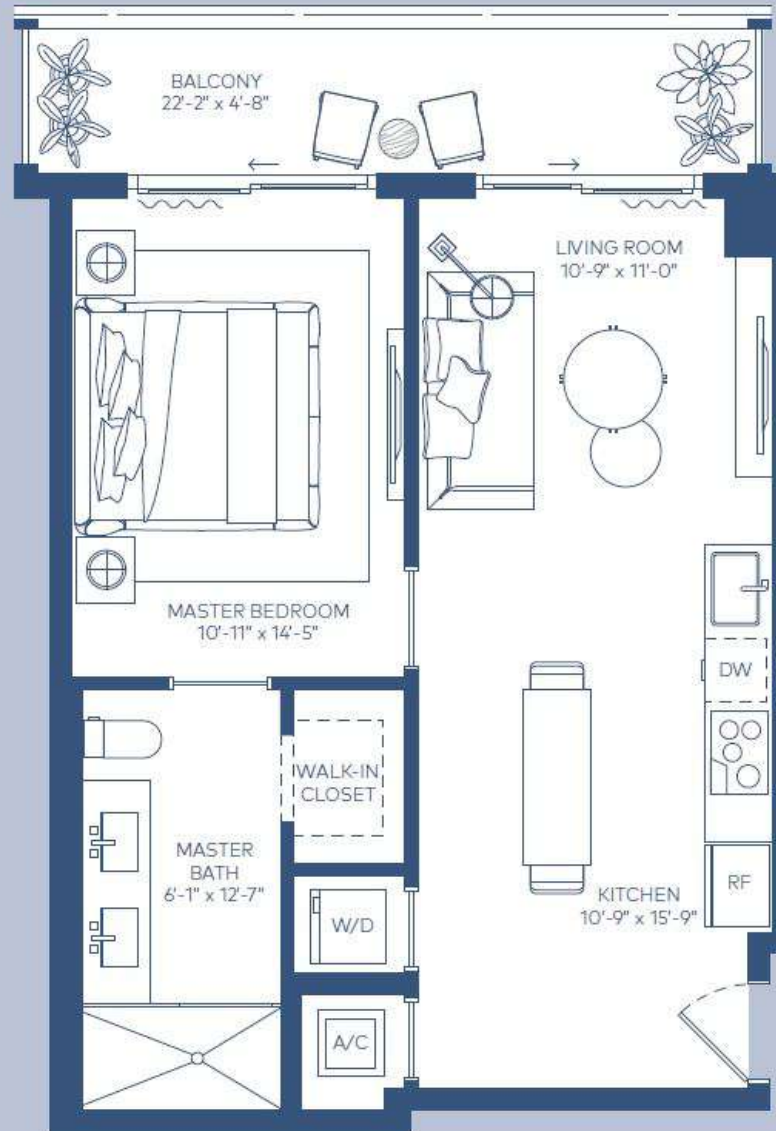 BALCONY
22'-2" x 4'-8"
LIVING ROOM
10'-9" x 11'-0"
MASTER BEDROOM
10'-11" x 14'-5"
DW
WALK-IN
CLOSET
MASTER
BATH
6'-1" x 12'-7"
RF
KITCHEN
10'-9" x 15'-9"
W/D
A/C